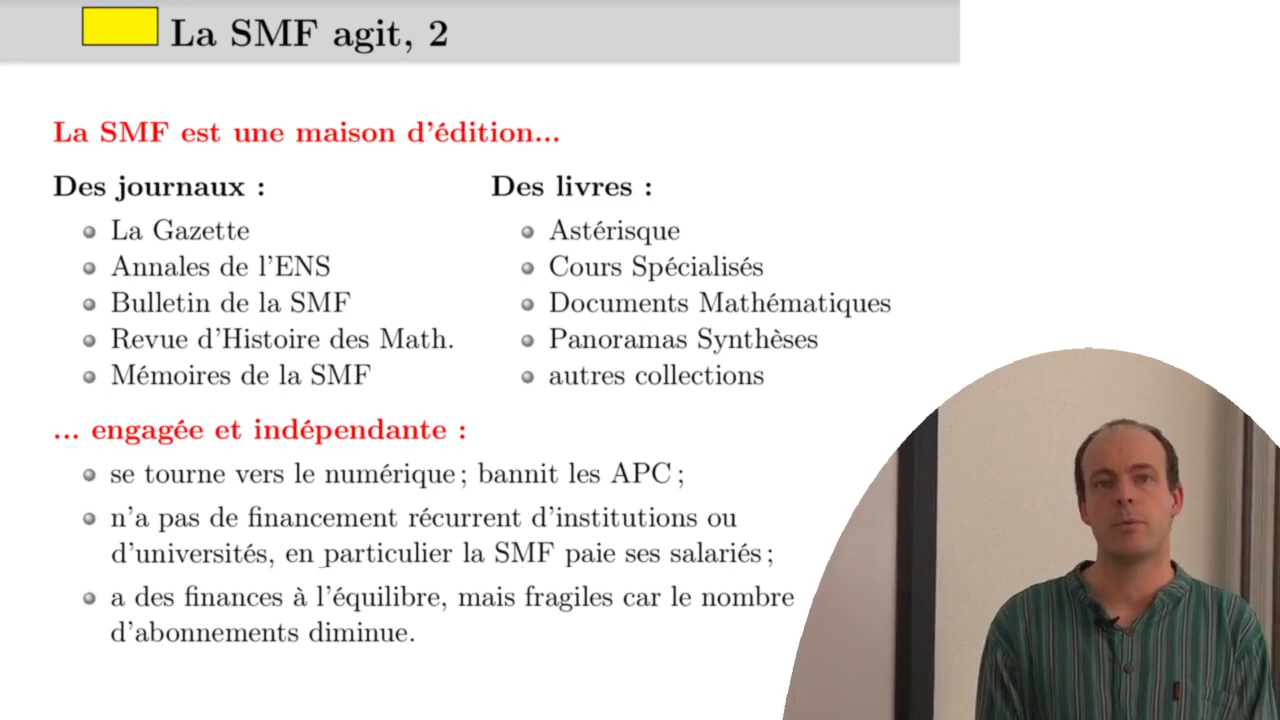 La SMF agit, 2
La SMF est une maison d'édition...
Des journaux :
La Gazette
Annales de l'ENS
Bulletin de la SMF
Revue d'Histoire des Math.
Mémoires de la SMF
Des livres :
Astérisque
Cours Spécialisés
Documents Mathématiques
Panoramas Synthèses
autres collections
... engagée et indépendante :
se tourne vers le numérique ; bannit les APC ;
n'a pas de financement récurrent d'institutions ou
d'universités, en particulier la SMF paie ses salariés ;
a des finances à l'équilibre, mais fragiles car le nombre
d'abonnements diminue.